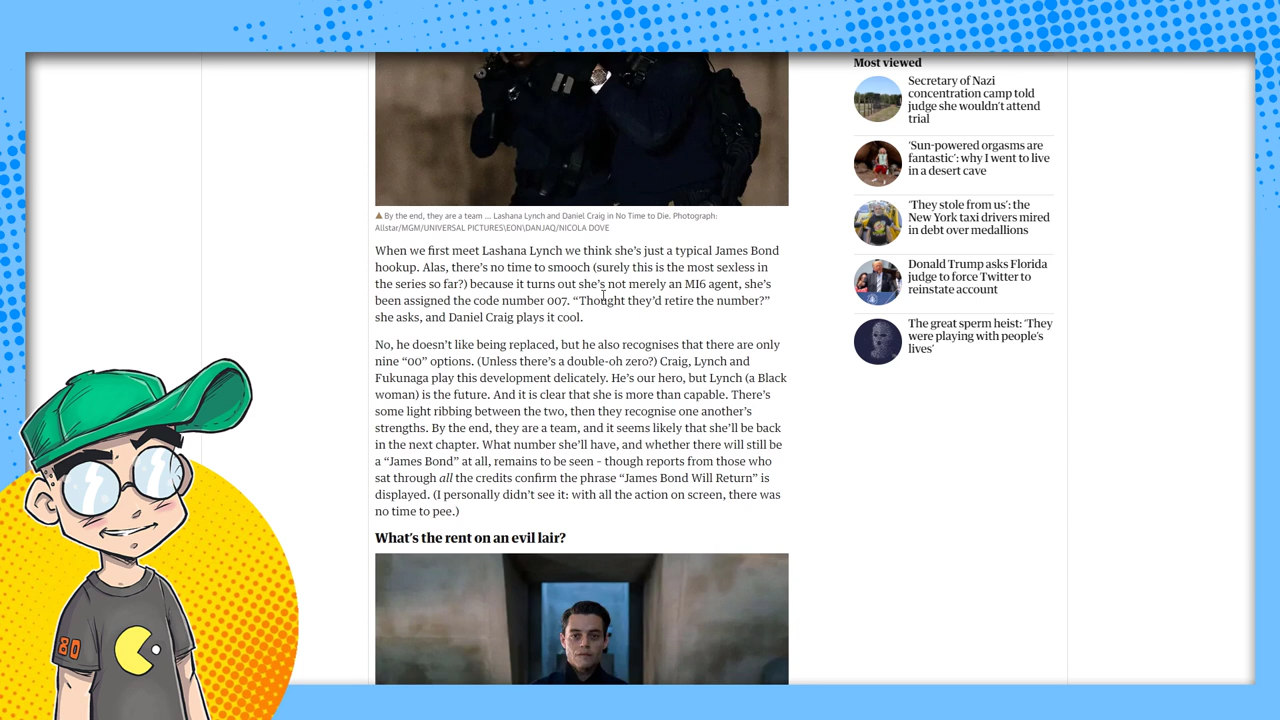 ▲ By the end, they are a team ... Lashana Lynch and Daniel Craig in No Time to Die. Photograph:
Allstar/MGM/UNIVERSAL PICTURES\EON\DANJAQ/NICOLA DOVE
When we first meet Lashana Lynch we think she’s just a typical James Bond
hookup. Alas, there’s no time to smooch (surely this is the most sexless in
the series so far?) because it turns out she’s not merely an MI6 agent, she’s
been assigned the code number 007. “Thought they’d retire the number?”
she asks, and Daniel Craig plays it cool.
No, he doesn’t like being replaced, but he also recognises that there are only
nine “00” options. (Unless there’s a double-oh zero?) Craig, Lynch and
Fukunaga play this development delicately. He’s our hero, but Lynch (a Black
woman) is the future. And it is clear that she is more than capable. There’s
some light ribbing between the two, then they recognise one another’s
strengths. By the end, they are a team, and it seems likely that she’ll be back
in the next chapter. What number she’ll have, and whether there will still be
a “James Bond” at all, remains to be seen – though reports from those who
sat through all the credits confirm the phrase “James Bond Will Return” is
displayed. (I personally didn’t see it: with all the action on screen, there was
no time to pee.)
What’s the rent on an evil lair?
Most viewed
Secretary of Nazi
concentration camp told
judge she wouldn’t attend
trial
‘Sun-powered orgasms are
fantastic’: why I went to live
in a desert cave
‘They stole from us’: the
New York taxi drivers mired
in debt over medallions
Donald Trump asks Florida
judge to force Twitter to
reinstate account
The great sperm heist: ‘They
were playing with people’s
lives’
80